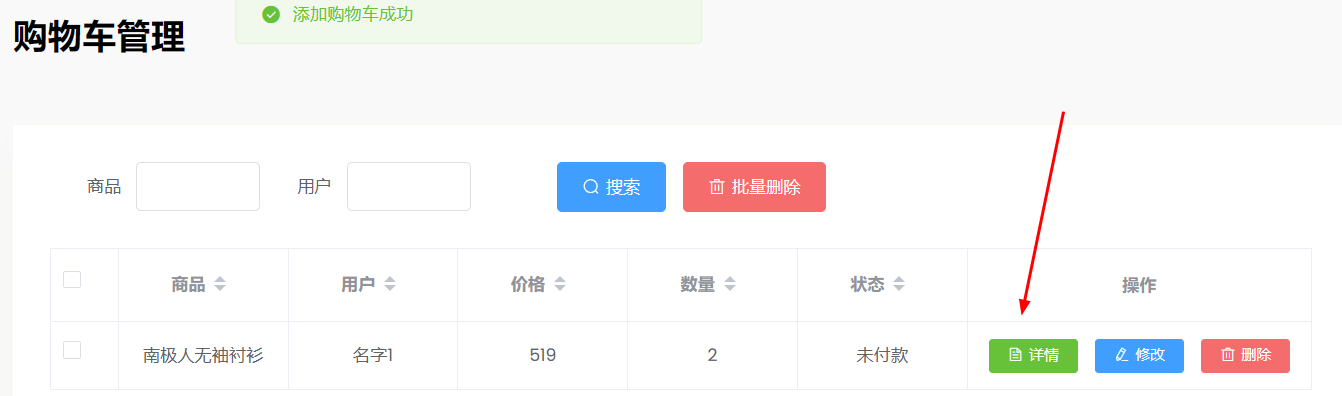 添加购物车成功
购物车管理
商品 用户 搜索 批量删除
商品 用户 价格 数量 状态 操作
南极人无袖衬衫 名字1 519 2 未付款 详情 修改 删除